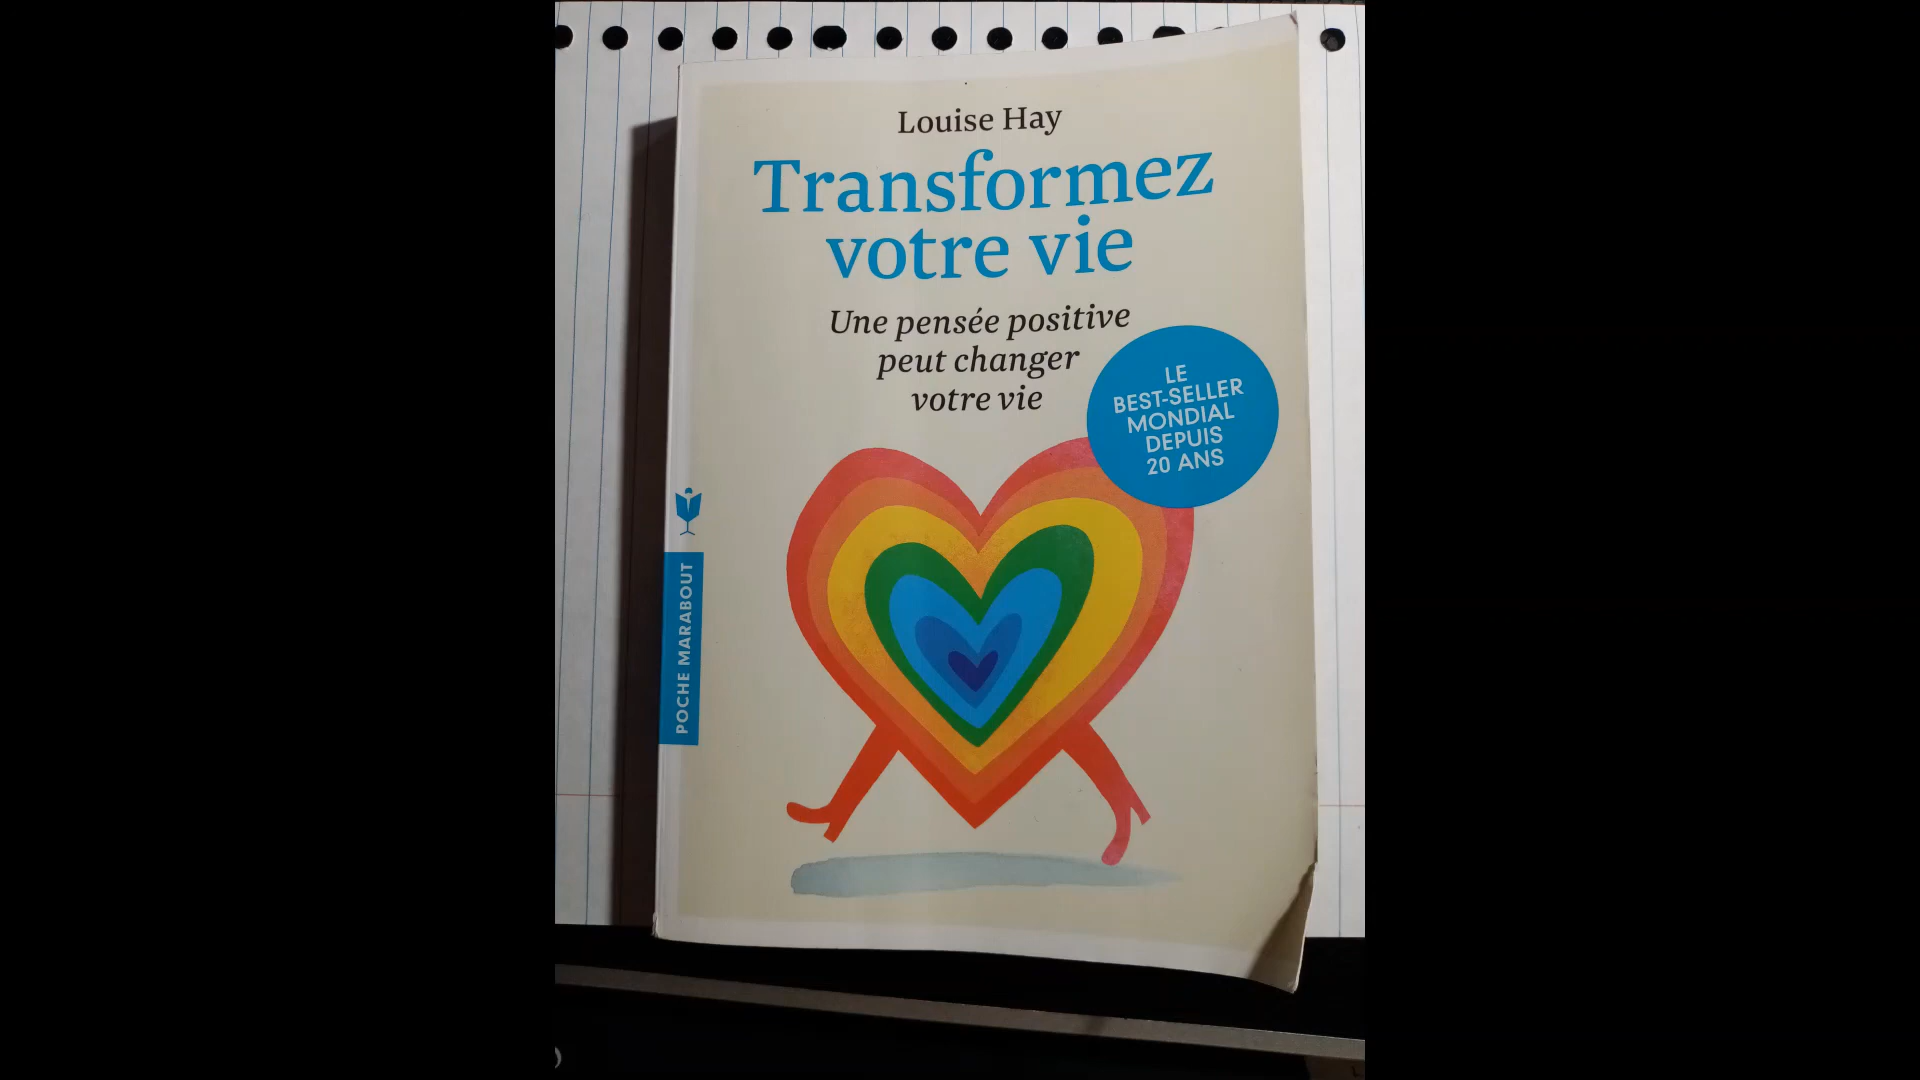 Louise Hay
Transformez
votre vie
Une pensée positive
peut changer
votre vie
LE
BEST-SELLER
MONDIAL
DEPUIS
20 ANS
POCHE MARABOUT